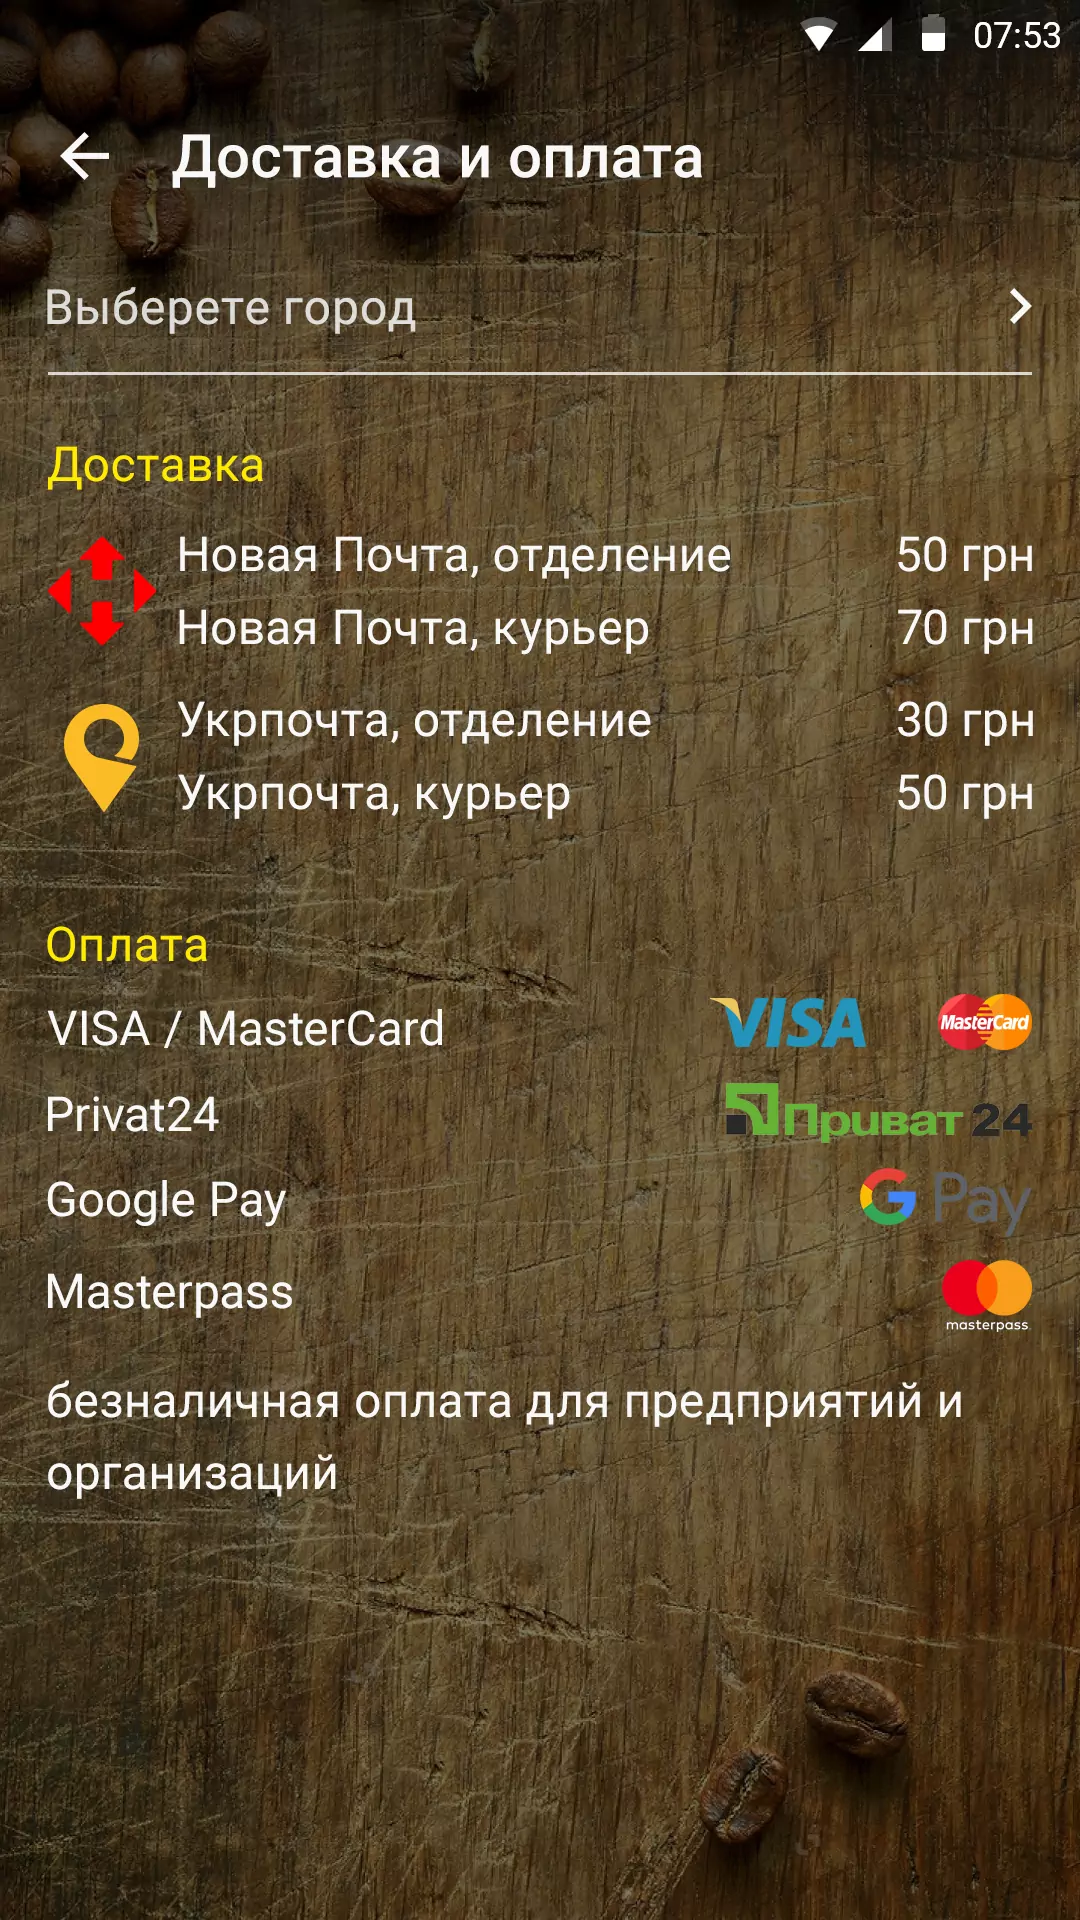 07:53
Доставка и оплата
Выберете город
Доставка
Новая Почта, отделение 50 грн
Новая Почта, курьер 70 грн
Укрпочта, отделение 30 грн
Укрпочта, курьер 50 грн
Оплата
VISA / MasterCard VISA MasterCard
Privat24 Приват 24
Google Pay G Pay
Masterpass masterpass
безналичная оплата для предприятий и
организаций